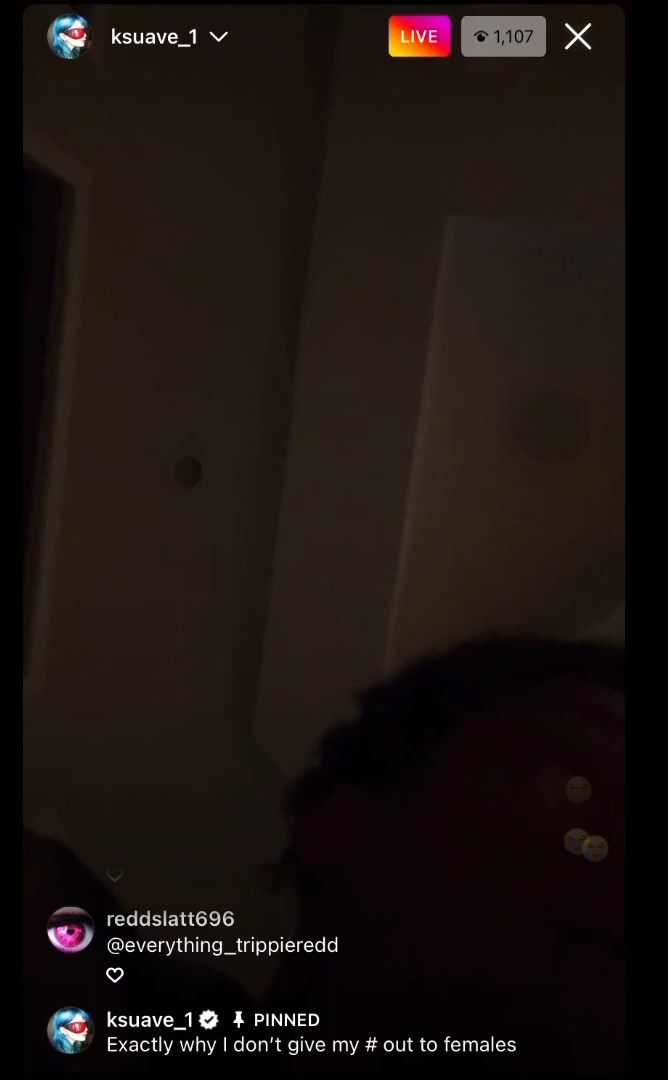 ksuave_1
LIVE
1,107
reddslatt696
@everything_trippieredd
ksuave_1 PINNED
Exactly why I don’t give my # out to females